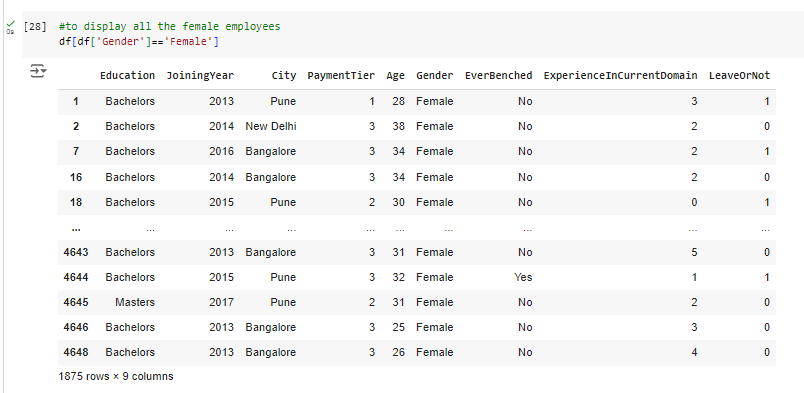 [28] #to display all the female employees
0s df[df['Gender']=='Female']
Education JoiningYear City PaymentTier Age Gender EverBenched ExperienceInCurrentDomain LeaveOrNot
1 Bachelors 2013 Pune 1 28 Female No 3 1
2 Bachelors 2014 New Delhi 3 38 Female No 2 0
7 Bachelors 2016 Bangalore 3 34 Female No 2 1
16 Bachelors 2014 Bangalore 3 34 Female No 2 0
18 Bachelors 2015 Pune 2 30 Female No 0 1
... ... ... ... ... ... ... ... ... ...
4643 Bachelors 2013 Bangalore 3 31 Female No 5 0
4644 Bachelors 2015 Pune 3 32 Female Yes 1 1
4645 Masters 2017 Pune 2 31 Female No 2 0
4646 Bachelors 2013 Bangalore 3 25 Female No 3 0
4648 Bachelors 2013 Bangalore 3 26 Female No 4 0
1875 rows × 9 columns